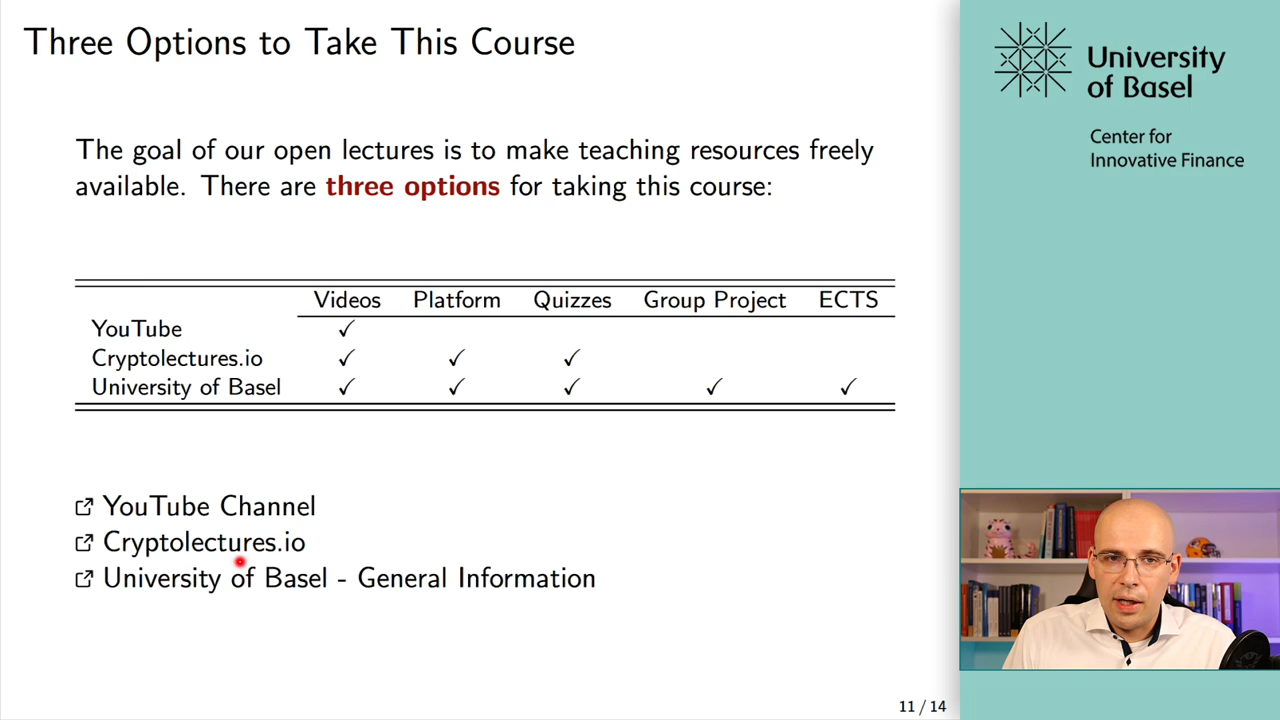 Three Options to Take This Course
The goal of our open lectures is to make teaching resources freely
available. There are three options for taking this course:
Videos Platform Quizzes Group Project ECTS
YouTube ✓
Cryptolectures.io ✓ ✓ ✓
University of Basel ✓ ✓ ✓ ✓ ✓
YouTube Channel
Cryptolectures.io
University of Basel - General Information
11 / 14
University
of Basel
Center for
Innovative Finance